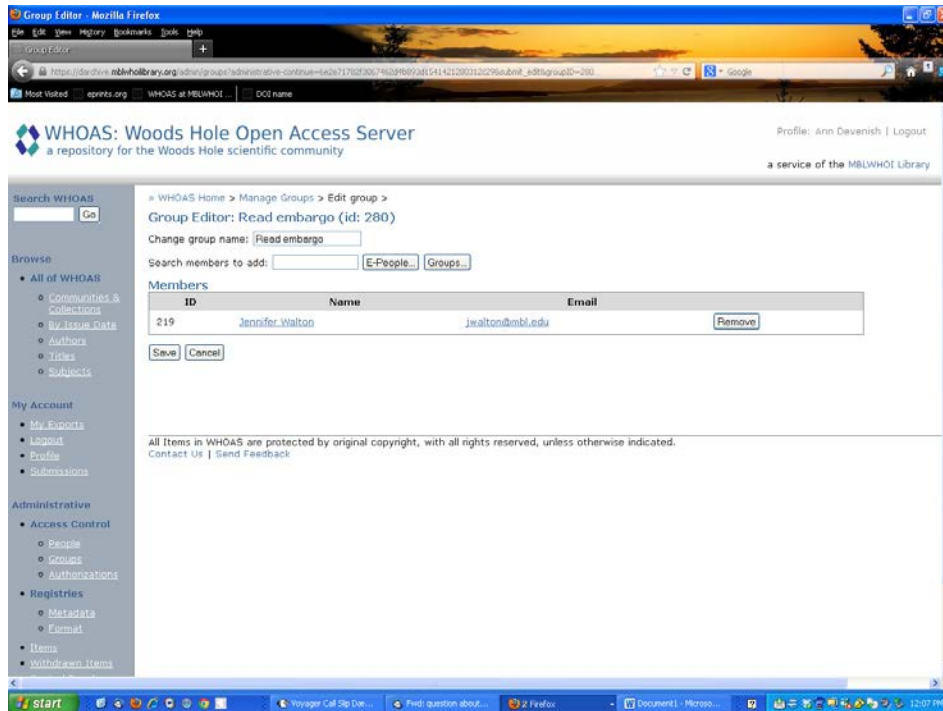 Group Editor - Mozilla Firefox
File Edit View History Bookmarks Tools Help
Group Editor +
Google
Most Visited eprints.org WHOAS at MBLWHOI ... DOI name
WHOAS: Woods Hole Open Access Server
a repository for the Woods Hole scientific community
Profile: Ann Devenish | Logout
a service of the MBLWHOI Library
Search WHOAS
Go
Browse
All of WHOAS
Communities & Collections
By Issue Date
Authors
Titles
Subjects
My Account
My Exports
Logout
Profile
Submissions
Administrative
Access Control
People
Groups
Authorizations
Registries
Metadata
Format
Items
Withdrawn Items
» WHOAS Home > Manage Groups > Edit group >
Group Editor: Read embargo (id: 280)
Change group name: Read embargo
Search members to add: E-People... Groups...
Members
ID Name Email
219 Jennifer Walton jwalton@mbl.edu Remove
Save Cancel
All Items in WHOAS are protected by original copyright, with all rights reserved, unless otherwise indicated.
Contact Us | Send Feedback
start Voyager Call Slip Dae... Fwd: question about... 2 Firefox Document1 - Microso... 12:07 PM